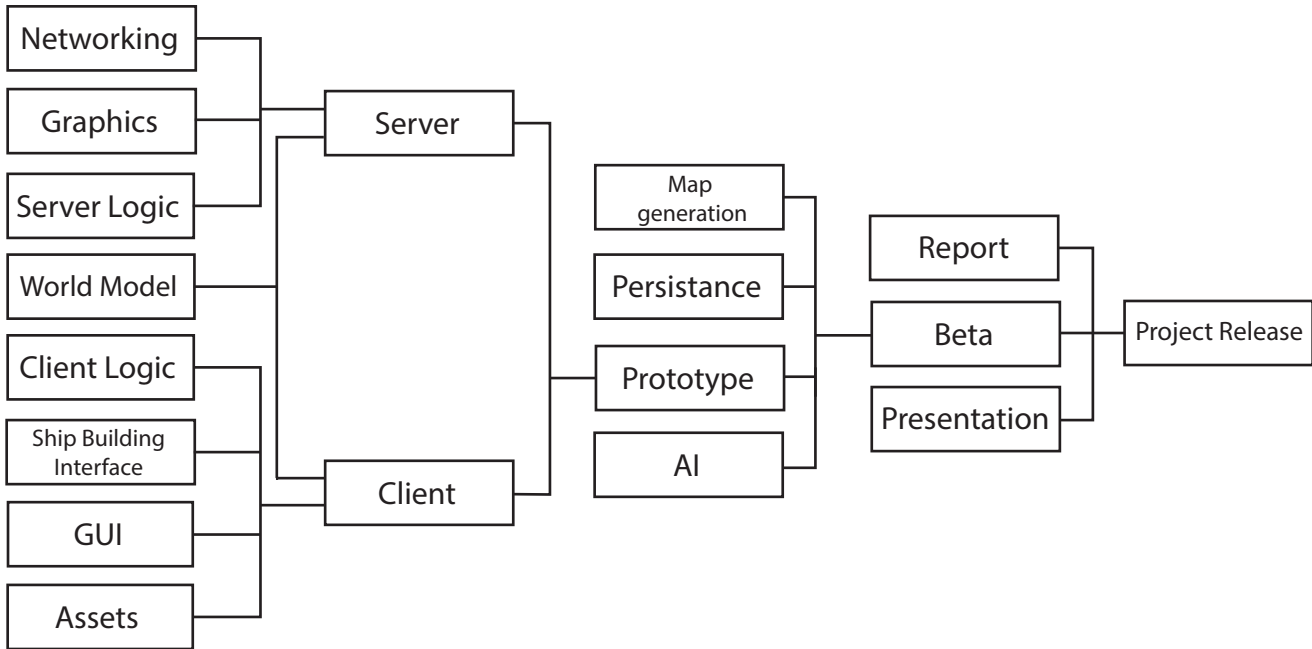 Networking
Graphics
Server Logic
World Model
Client Logic
Ship Building
Interface
GUI
Assets
Server
Client
Map
generation
Persistance
Prototype
AI
Report
Beta
Presentation
Project Release